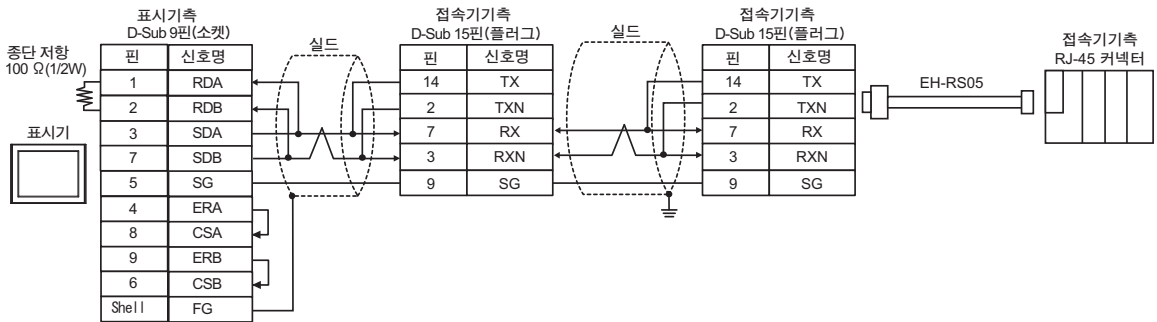 표시기측
D-Sub 9핀(소켓)
종단 저항
100 Ω(1/2W)
표시기
핀 신호명
1 RDA
2 RDB
3 SDA
7 SDB
5 SG
4 ERA
8 CSA
9 ERB
6 CSB
Shell FG
실드
접속기기측
D-Sub 15핀(플러그)
핀 신호명
14 TX
2 TXN
7 RX
3 RXN
9 SG
실드
접속기기측
D-Sub 15핀(플러그)
핀 신호명
14 TX
2 TXN
7 RX
3 RXN
9 SG
EH-RS05
접속기기측
RJ-45 커넥터